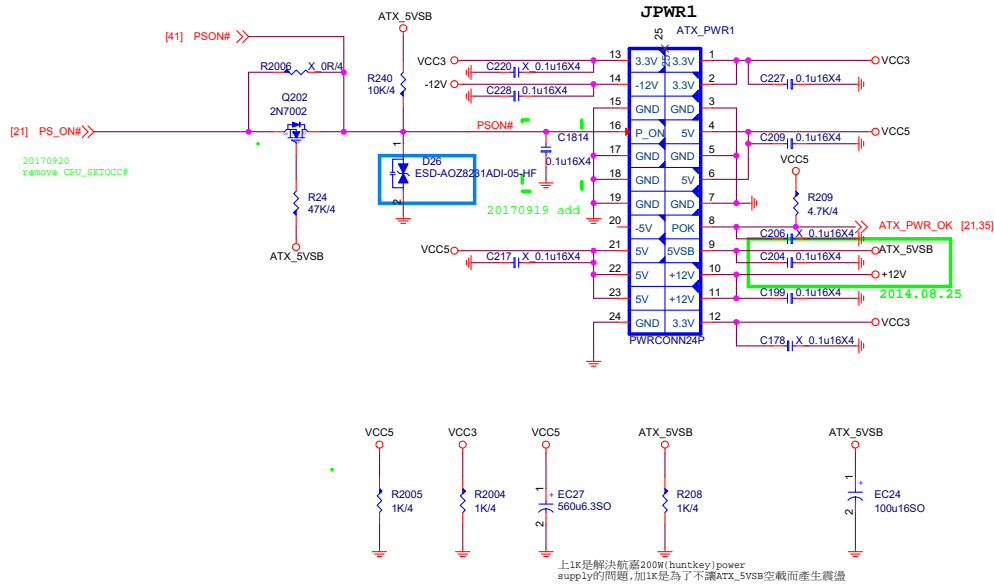 JPWR1
ATX_PWR1
25
25
ATX_5VSB
[41] PSON#
R2006 X_0R/4
Q202
2N7002
[21] PS_ON#
20170920
remove CPU_SKTOCC#
R24
47K/4
ATX_5VSB
R240
10K/4
PSON#
1
D26
ESD-AOZ8231ADI-05-HF
2
C1814
0.1u16X4
20170919 add
VCC3
C220 X_0.1u16X4
-12V
C228 0.1u16X4
VCC5
C217 X_0.1u16X4
13 3.3V 3.3V 1
14 -12V 3.3V 2
15 GND GND 3
16 P_ON 5V 4
17 GND GND 5
18 GND 5V 6
19 GND GND 7
20 -5V POK 8
21 5V 5VSB 9
22 5V +12V 10
23 5V +12V 11
24 GND 3.3V 12
PWRCONN24P
VCC3
C227 0.1u16X4
VCC5
C209 0.1u16X4
VCC5
R209
4.7K/4
ATX_PWR_OK [21,35]
C206 X_0.1u16X4
ATX_5VSB
C204 0.1u16X4
+12V
C199 0.1u16X4
2014.08.25
VCC3
C178 X_0.1u16X4
VCC5
R2005
1K/4
VCC3
R2004
1K/4
VCC5
1
+
EC27
560u6.3SO
2
ATX_5VSB
R208
1K/4
ATX_5VSB
1
+
EC24
100u16SO
2
上1K是解決航嘉200W(huntkey)power
supply的問題,加1K是為了不讓ATX_5VSB空載而產生震盪